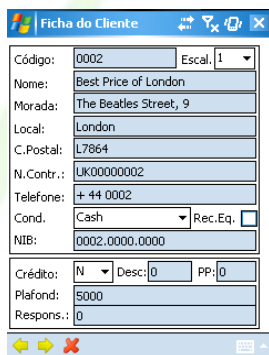 Ficha do Cliente
Código: 0002 Escal. 1
Nome: Best Price of London
Morada: The Beatles Street, 9
Local: London
C.Postal: L7864
N.Contr.: UK00000002
Telefone: + 44 0002
Cond. Cash Rec.Eq.
NIB: 0002.0000.0000
Crédito: N Desc: 0 PP: 0
Plafond: 5000
Respons.: 0